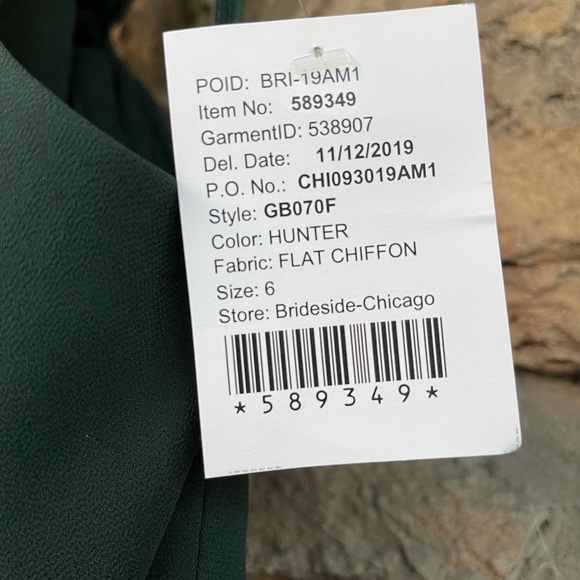 POID: BRI-19AM1
Item No: 589349
GarmentID: 538907
Del. Date: 11/12/2019
P.O. No.: CHI093019AM1
Style: GB070F
Color: HUNTER
Fabric: FLAT CHIFFON
Size: 6
Store: Brideside-Chicago
*589349*